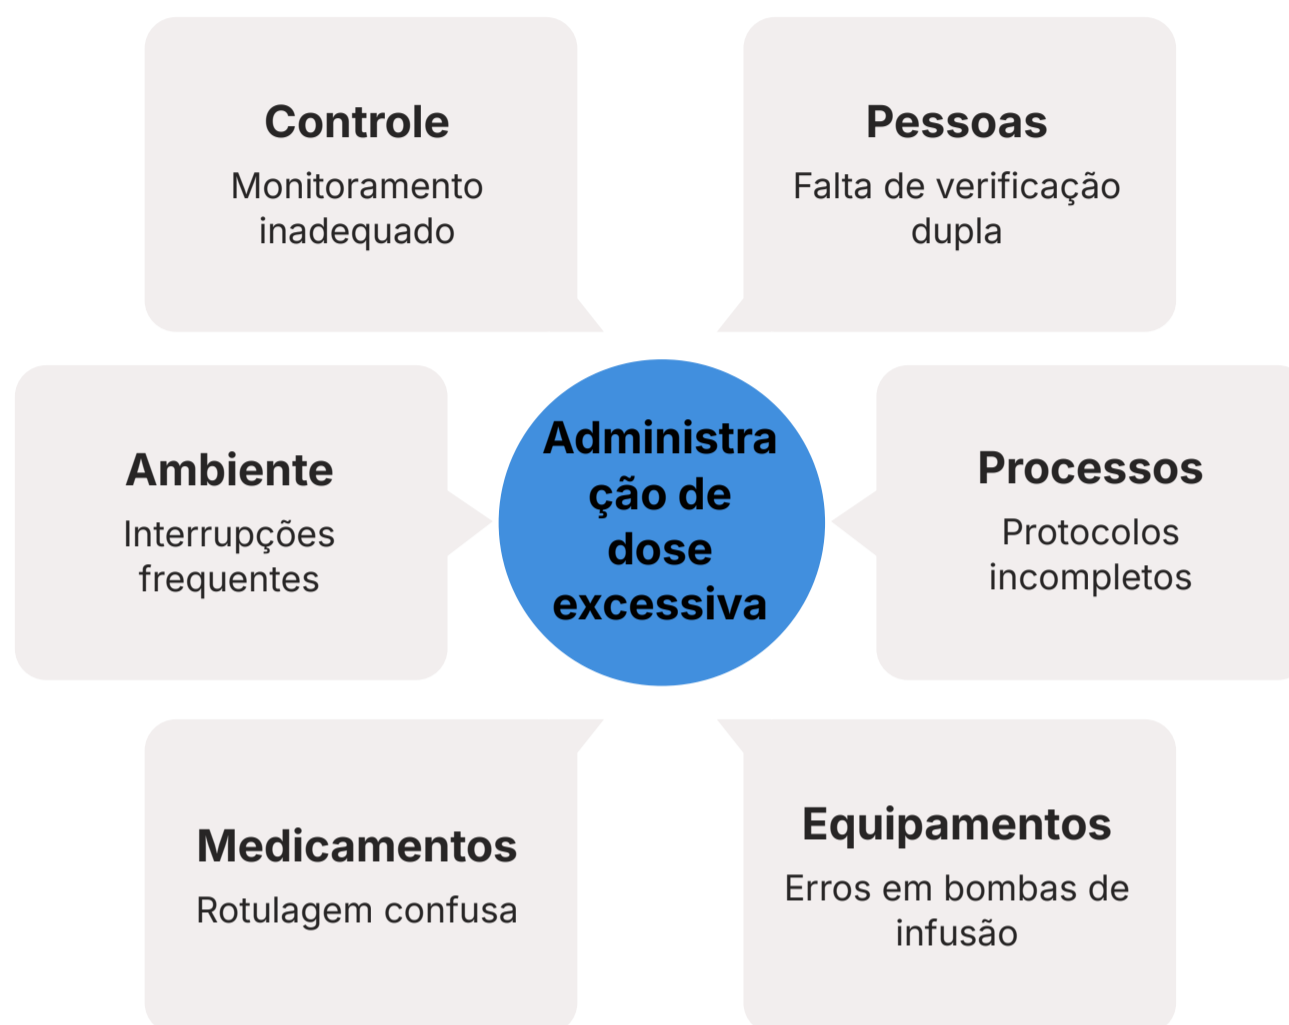 Controle
Monitoramento
inadequado
Pessoas
Falta de verificação
dupla
Ambiente
Interrupções
frequentes
Administra
ção de
dose
excessiva
Processos
Protocolos
incompletos
Medicamentos
Rotulagem confusa
Equipamentos
Erros em bombas de
infusão